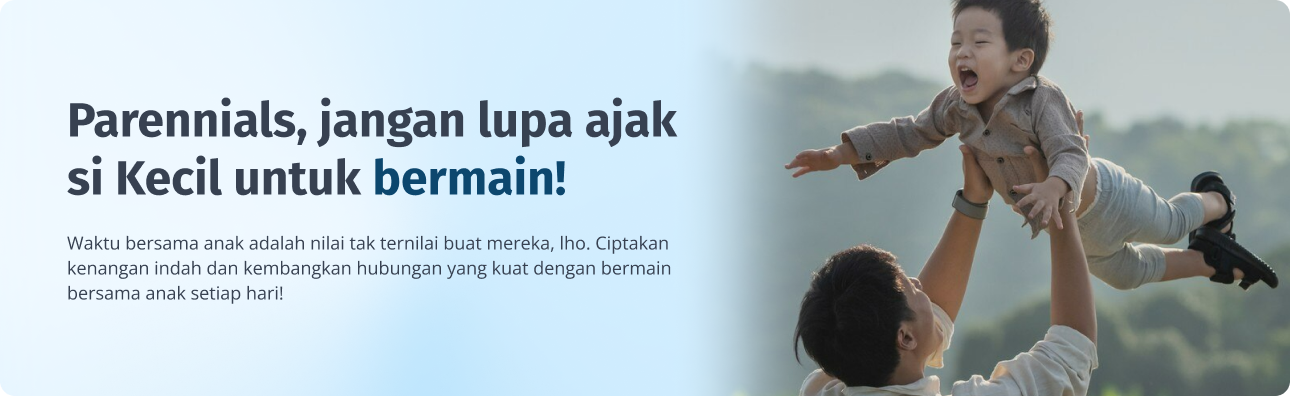 Parennials, jangan lupa ajak
si Kecil untuk bermain!
Waktu bersama anak adalah nilai tak ternilai buat mereka, lho. Ciptakan
kenangan indah dan kembangkan hubungan yang kuat dengan bermain
bersama anak setiap hari!